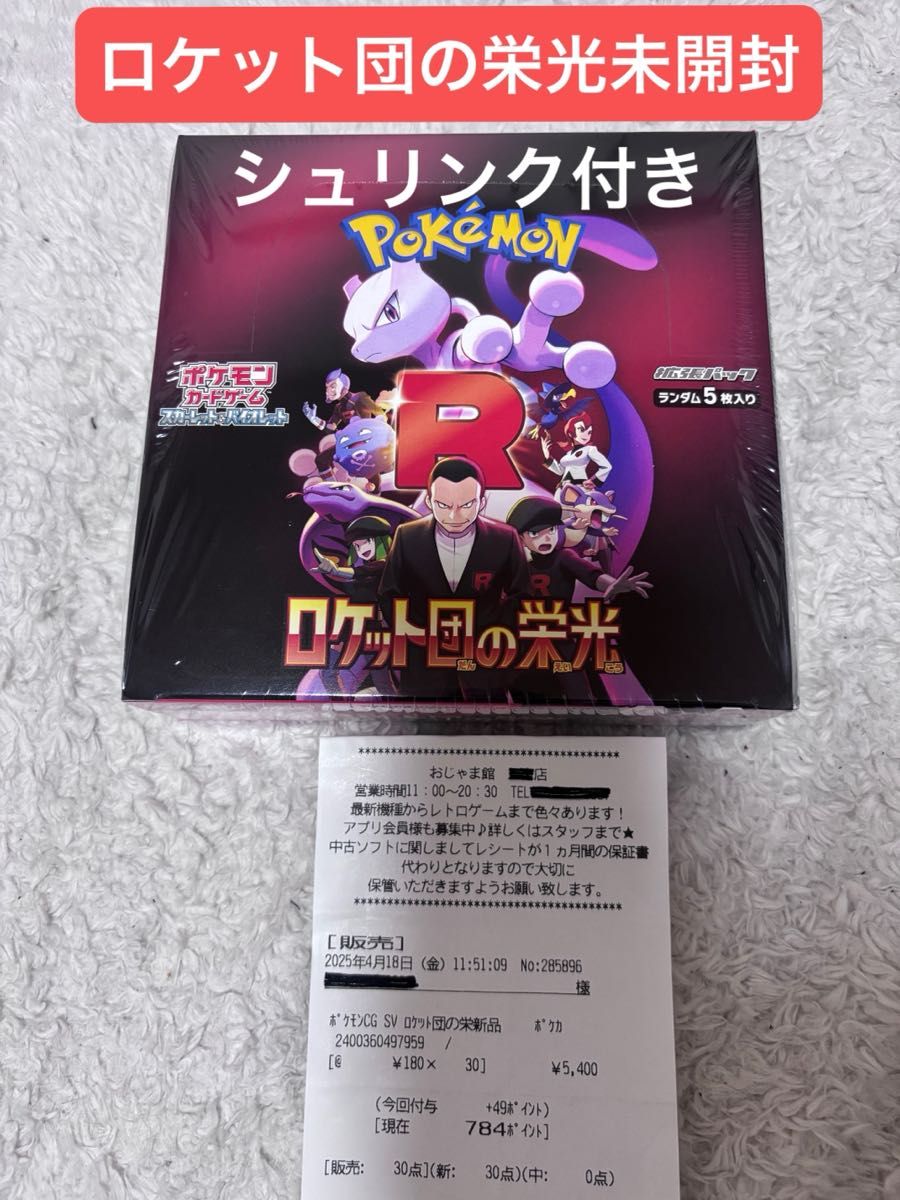 ロケット団の栄光未開封
シュリンク付き
POKÉMON
ポケモン
カードゲーム
スカーレット&バイオレット
拡張パック
ランダム5枚入り
R
R
R
ロケット団の栄光
だん えい こう
****************************************
おじゃま館 店
営業時間11:00～20:30 TEL
最新機種からレトロゲームまで色々あります!
アプリ会員様も募集中♪詳しくはスタッフまで★
中古ソフトに関しましてレシートが1ヵ月間の保証書
代わりとなりますので大切に
保管いただきますようお願い致します。
****************************************
[販売]
2025年4月18日(金) 11:51:09 No:285896
様
ﾎﾟｹﾓﾝCG SV ﾛｹｯﾄ団の栄新品 ﾎﾟｹｶ
2400360497959 /
[@ ¥180× 30] ¥5,400
(今回付与 +49ﾎﾟｲﾝﾄ)
[現在 784ﾎﾟｲﾝﾄ]
[販売: 30点](新: 30点)(中: 0点)